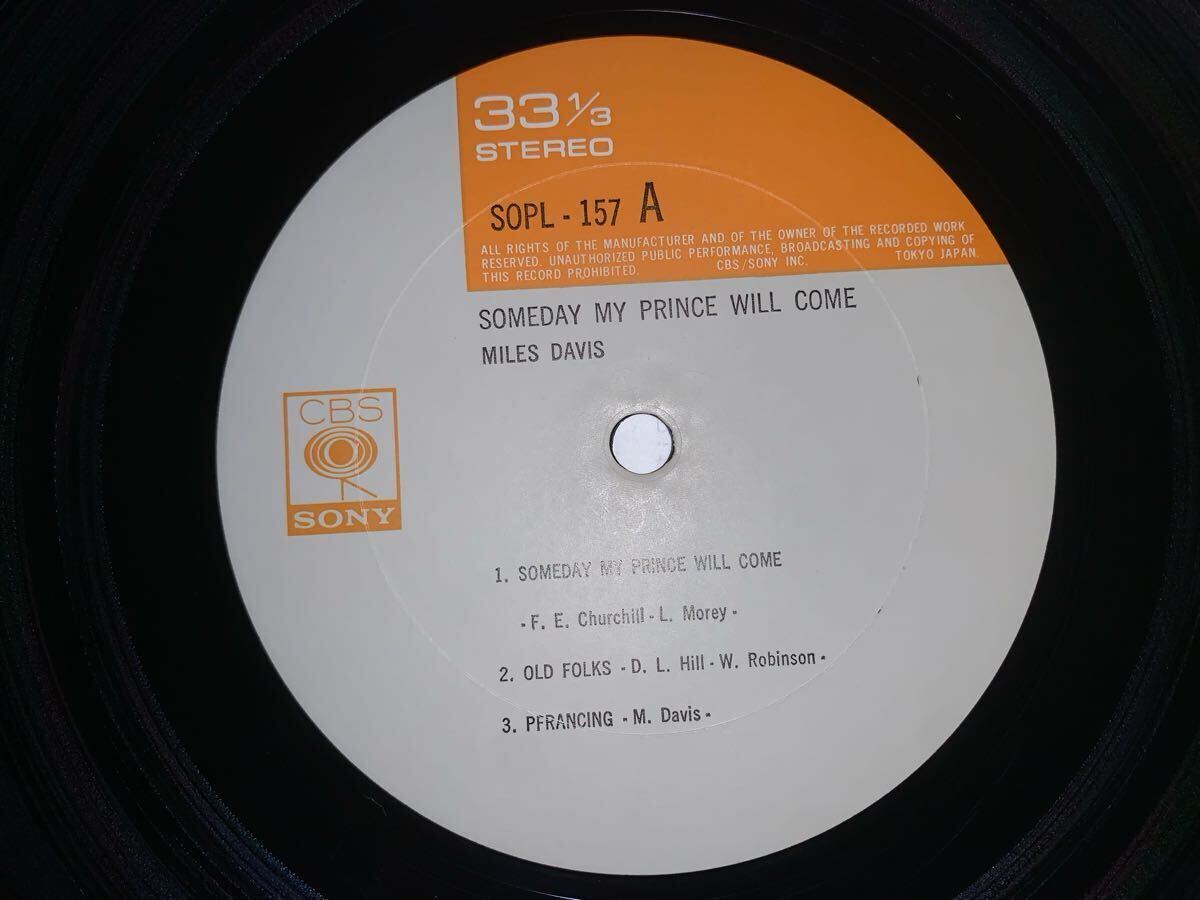 33 1/3
STEREO
SOPL - 157 A
ALL RIGHTS OF THE MANUFACTURER AND OF THE OWNER OF THE RECORDED WORK
RESERVED. UNAUTHORIZED PUBLIC PERFORMANCE, BROADCASTING AND COPYING OF
THIS RECORD PROHIBITED. CBS/SONY INC. TOKYO JAPAN.
SOMEDAY MY PRINCE WILL COME
MILES DAVIS
CBS
SONY
1. SOMEDAY MY PRINCE WILL COME
- F. E. Churchill - L. Morey -
2. OLD FOLKS - D. L. Hill - W. Robinson -
3. PFRANCING - M. Davis -